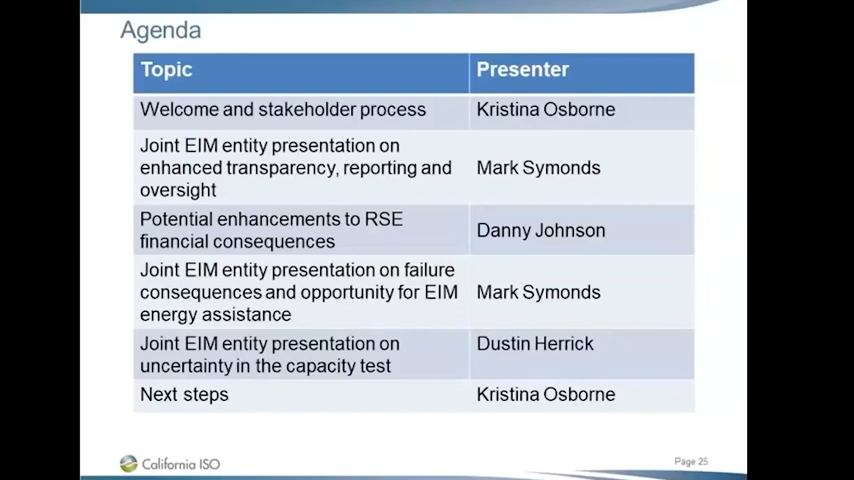 Agenda
Topic Presenter
Welcome and stakeholder process Kristina Osborne
Joint EIM entity presentation on
enhanced transparency, reporting and
oversight
Mark Symonds
Potential enhancements to RSE
financial consequences
Danny Johnson
Joint EIM entity presentation on failure
consequences and opportunity for EIM
energy assistance
Mark Symonds
Joint EIM entity presentation on
uncertainty in the capacity test
Dustin Herrick
Next steps Kristina Osborne
California ISO
Page 25